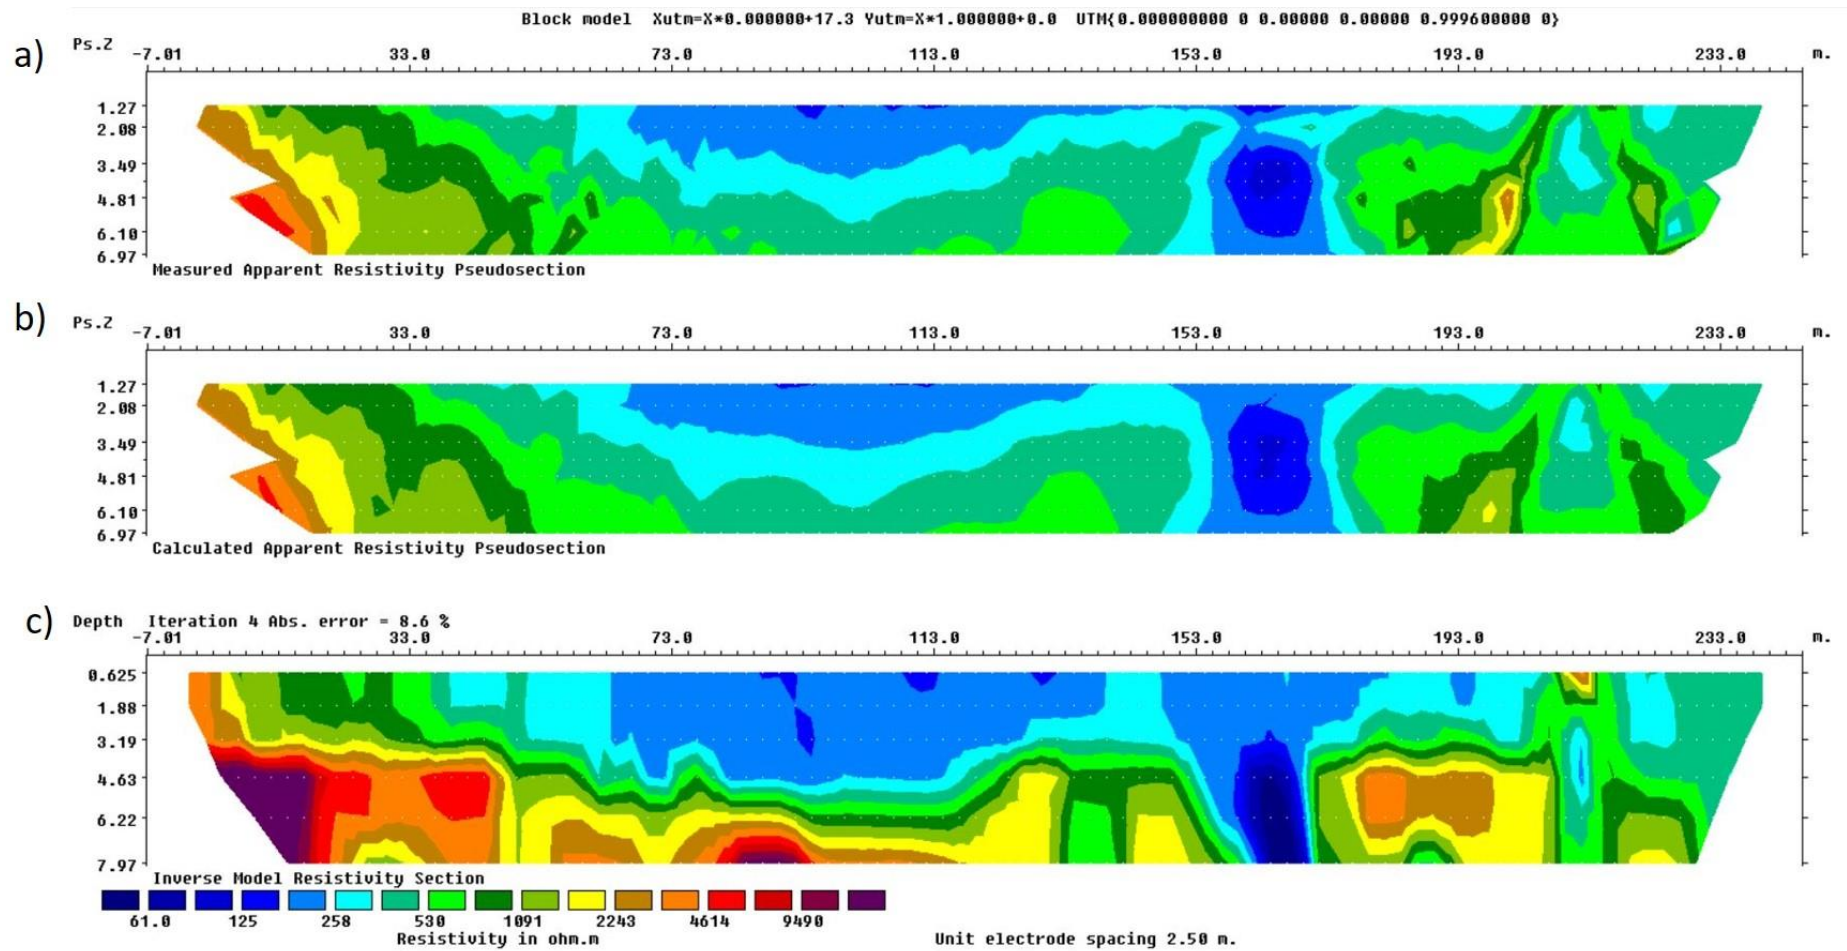 Block model Xutm=X*0.000000+17.3 Yutm=X*1.000000+0.0 UTM{0.000000000 0 0.00000 0.00000 0.999600000 0}
a)
Ps.Z -7.01 33.0 73.0 113.0 153.0 193.0 233.0 m.
1.27
2.08
3.49
4.81
6.10
6.97
Measured Apparent Resistivity Pseudosection
b)
Ps.Z -7.01 33.0 73.0 113.0 153.0 193.0 233.0 m.
1.27
2.08
3.49
4.81
6.10
6.97
Calculated Apparent Resistivity Pseudosection
c)
Depth Iteration 4 Abs. error = 8.6 %
-7.01 33.0 73.0 113.0 153.0 193.0 233.0 m.
0.625
1.88
3.19
4.63
6.22
7.97
Inverse Model Resistivity Section
61.0 125 258 530 1091 2243 4614 9490
Resistivity in ohm.m Unit electrode spacing 2.50 m.